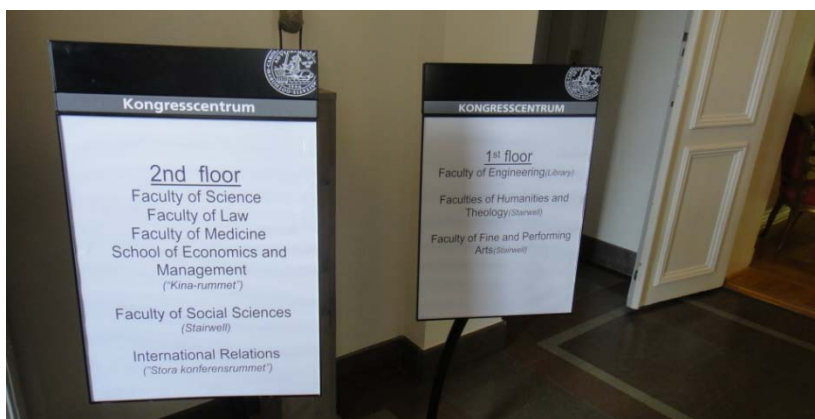 Kongresscentrum
2nd floor
Faculty of Science
Faculty of Law
Faculty of Medicine
School of Economics and
Management
("Kina-rummet")
Faculty of Social Sciences
(Stairwell)
International Relations
("Stora konferensrummet")
KONGRESSCENTRUM
1st floor
Faculty of Engineering(Library)
Faculties of Humanities and
Theology(Stairwell)
Faculty of Fine and Performing
Arts(Stairwell)